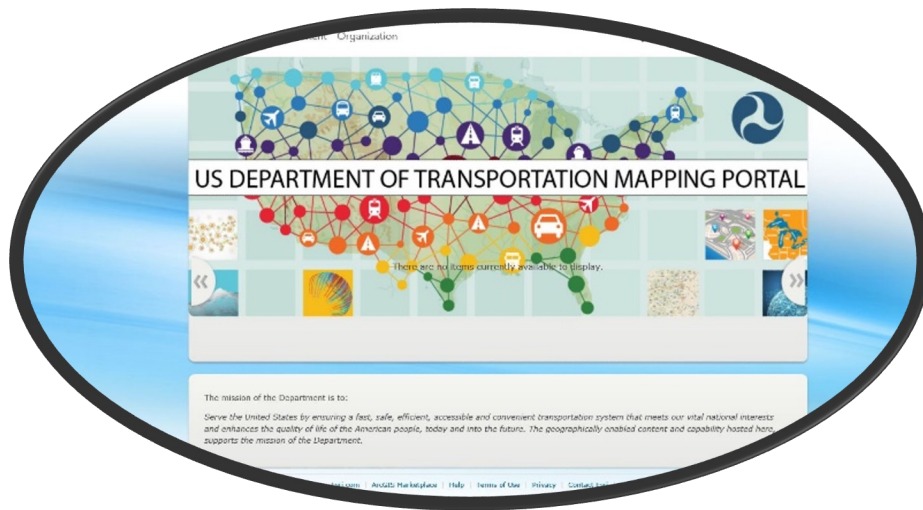 Organization
US DEPARTMENT OF TRANSPORTATION MAPPING PORTAL
There are no items currently available to display.
The mission of the Department is to:
Serve the United States by ensuring a fast, safe, efficient, accessible and convenient transportation system that meets our vital national interests
and enhances the quality of life of the American people, today and into the future. The geographically enabled content and capability hosted here,
supports the mission of the Department.
esri.com | ArcGIS Marketplace | Help | Terms of Use | Privacy | Contact Esri